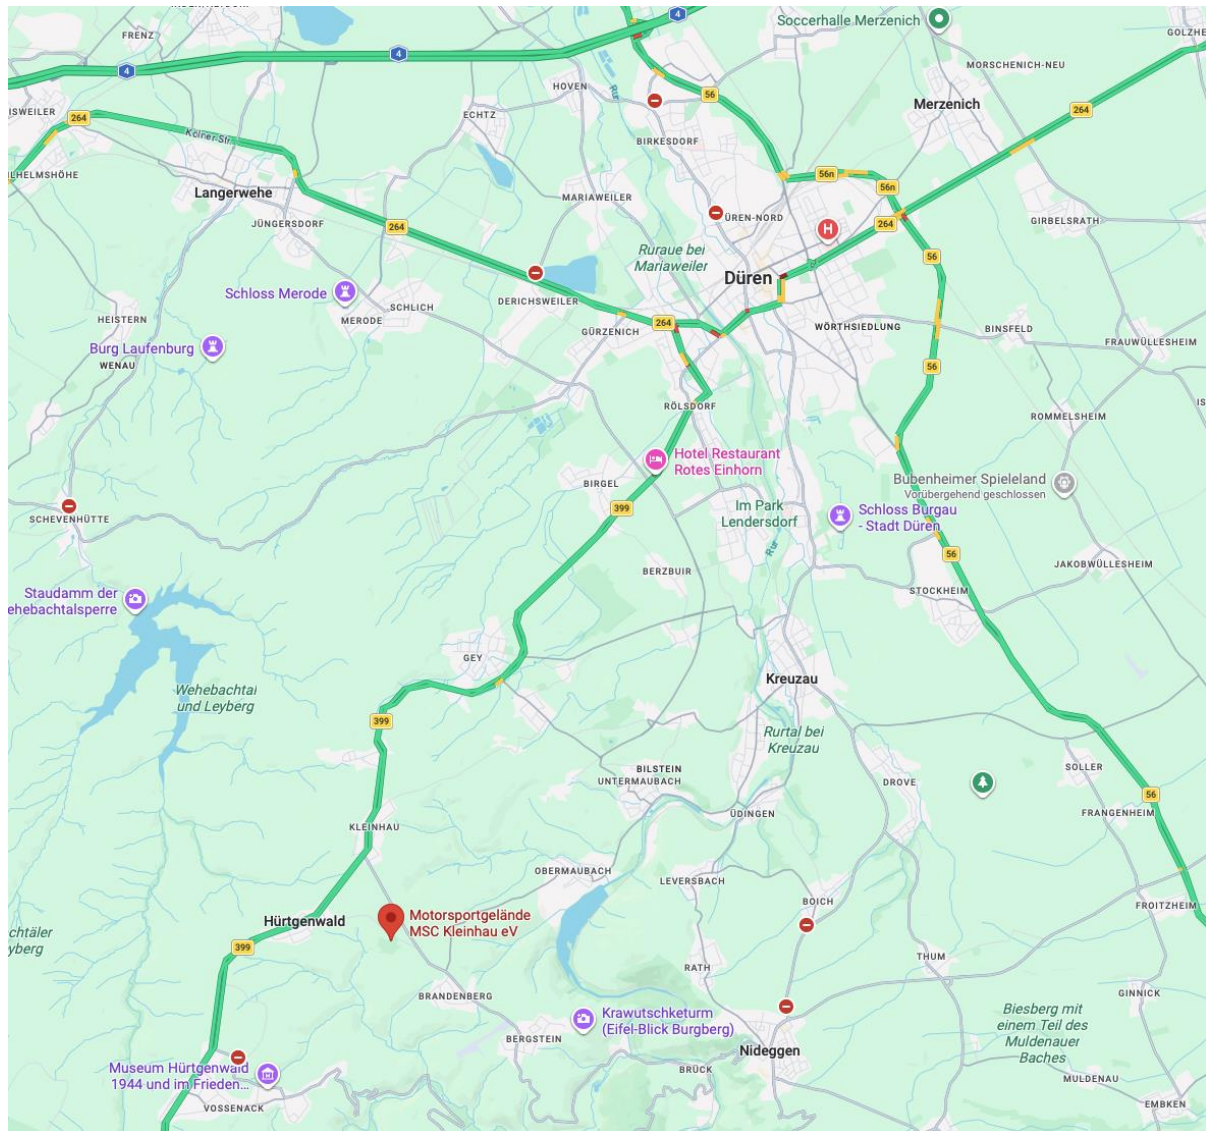 FRENZ
4
Soccerhalle Merzenich
GOLZHE
4
4
MORSCHENICH-NEU
HOVEN
Rur
56
Merzenich
ISWEILER
264
ECHTZ
264
Kölner Str.
BIRKESDORF
LHELMSHÖHE
56n
Langerwehe
MARIAWEILER
56n
JÜNGERSDORF
264
ÜREN-NORD
H
264
GIRBELSRATH
Ruraue bei
Mariaweiler
56
Düren
Schloss Merode
SCHLICH
DERICHSWEILER
HEISTERN
MERODE
GÜRZENICH
264
WÖRTHSIEDLUNG
BINSFELD
Burg Laufenburg
FRAUWÜLLESHEIM
WENAU
56
RÖLSDORF
IS
ROMMELSHEIM
Hotel Restaurant
Rotes Einhorn
BIRGEL
Bubenheimer Spieleland
Vorübergehend geschlossen
399
Im Park
Lendersdorf
Schloss Burgau
- Stadt Düren
SCHEVENHÜTTE
Rur
56
BERZBUIR
JAKOBWÜLLESHEIM
STOCKHEIM
Staudamm der
ehebachtalsperre
GEY
Kreuzau
Wehebachtal
und Leyberg
399
Rurtal bei
Kreuzau
BILSTEIN
SOLLER
UNTERMAUBACH
DROVE
56
ÜDINGEN
FRANGENHEIM
KLEINHAU
OBERMAUBACH
LEVERSBACH
BOICH
FROITZHEIM
Motorsportgelände
MSC Kleinhau eV
Hürtgenwald
chtäler
yberg
399
THUM
RATH
BRANDENBERG
GINNICK
Krawutschketurm
(Eifel-Blick Burgberg)
Biesberg mit
einem Teil des
Muldenauer
Baches
BERGSTEIN
Nideggen
Museum Hürtgenwald
1944 und im Frieden...
BRÜCK
MULDENAU
VOSSENACK
EMBKEN